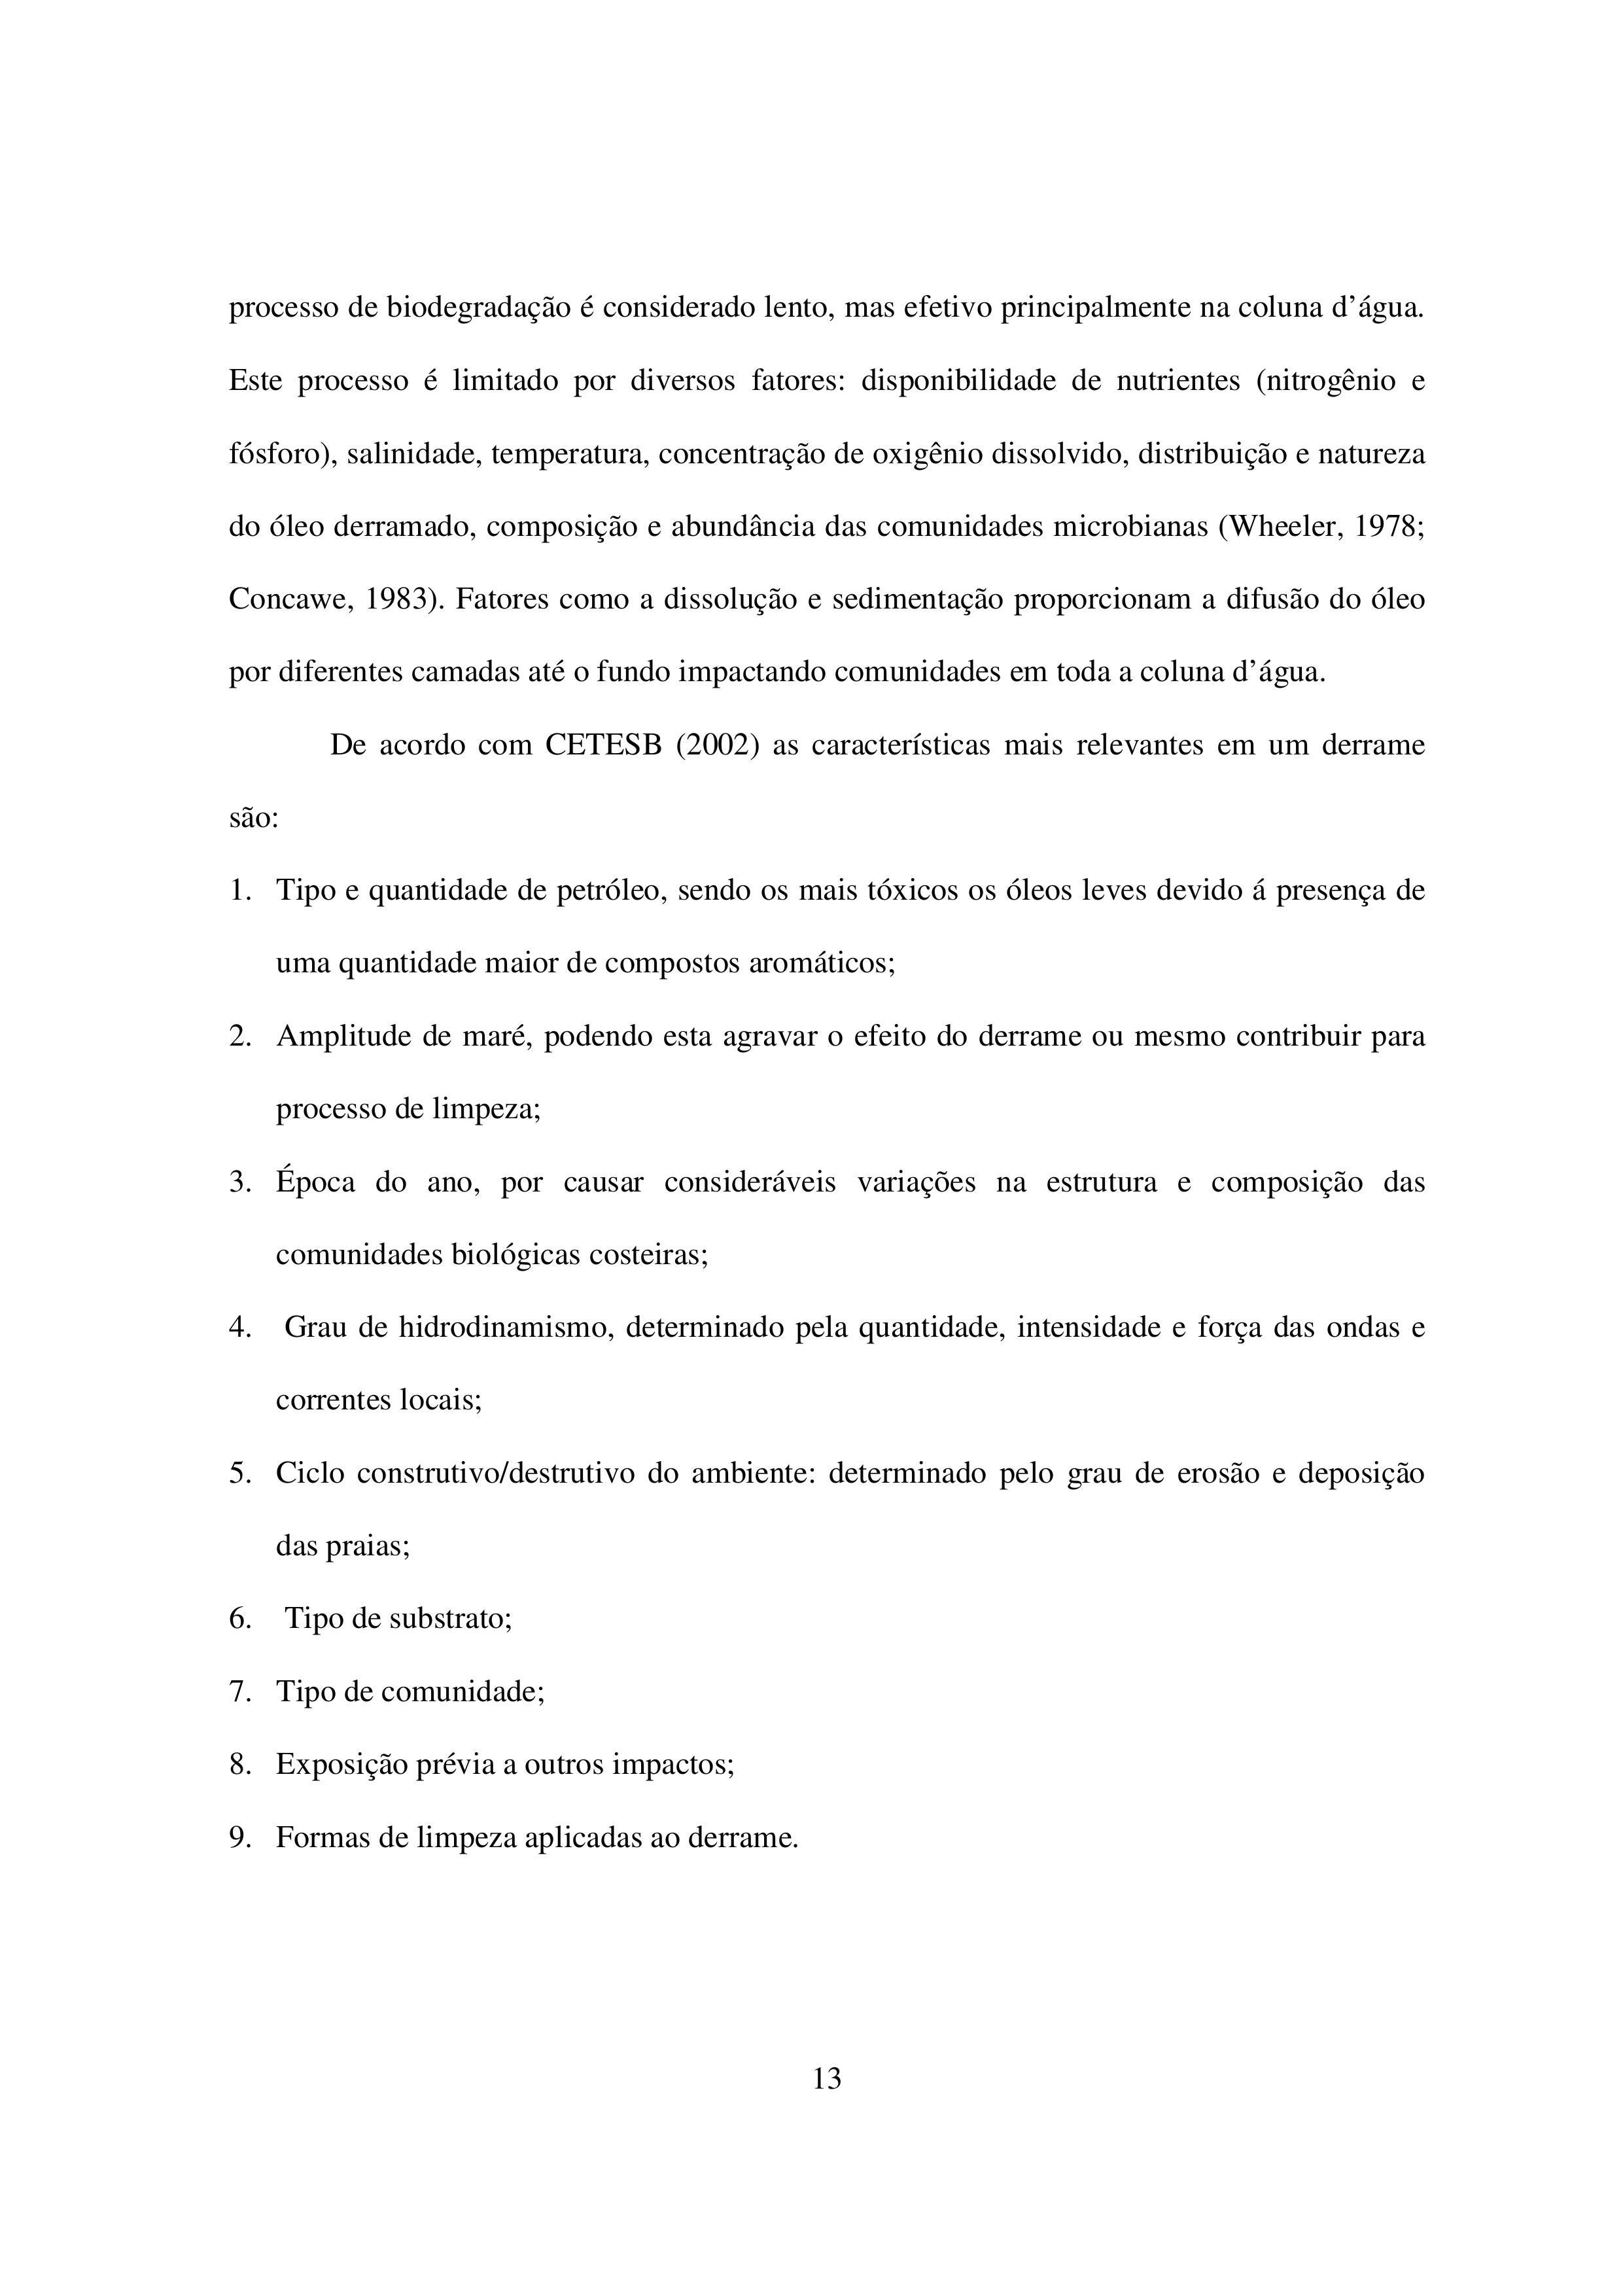 processo de biodegradação é considerado lento, mas efetivo principalmente na coluna d’água.
Este processo é limitado por diversos fatores: disponibilidade de nutrientes (nitrogênio e
fósforo), salinidade, temperatura, concentração de oxigênio dissolvido, distribuição e natureza
do óleo derramado, composição e abundância das comunidades microbianas (Wheeler, 1978;
Concawe, 1983). Fatores como a dissolução e sedimentação proporcionam a difusão do óleo
por diferentes camadas até o fundo impactando comunidades em toda a coluna d’água.
De acordo com CETESB (2002) as características mais relevantes em um derrame
são:
1. Tipo e quantidade de petróleo, sendo os mais tóxicos os óleos leves devido á presença de
uma quantidade maior de compostos aromáticos;
2. Amplitude de maré, podendo esta agravar o efeito do derrame ou mesmo contribuir para
processo de limpeza;
3. Época do ano, por causar consideráveis variações na estrutura e composição das
comunidades biológicas costeiras;
4. Grau de hidrodinamismo, determinado pela quantidade, intensidade e força das ondas e
correntes locais;
5. Ciclo construtivo/destrutivo do ambiente: determinado pelo grau de erosão e deposição
das praias;
6. Tipo de substrato;
7. Tipo de comunidade;
8. Exposição prévia a outros impactos;
9. Formas de limpeza aplicadas ao derrame.
13